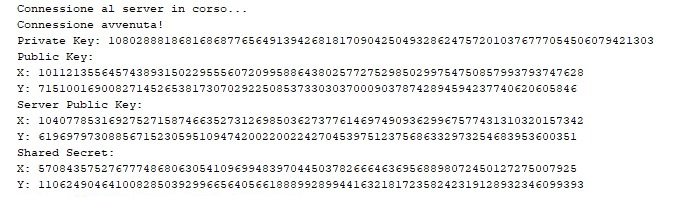 Connessione al server in corso...
Connessione avvenuta!
Private Key: 108028881868168687765649139426818170904250493286247572010376777054506079421303
Public Key:
X: 101121355645743893150229555607209958864380257727529850299754750857993793747628
Y: 71510016900827145265381730702922508537330303700090378742894594237740620605846
Server Public Key:
X: 104077853169275271587466352731269850362737761469749093629967577431310320157342
Y: 61969797308856715230595109474200220022427045397512375686332973254683953600351
Shared Secret:
X: 57084357527677748680630541096994839704450378266646369568898072450127275007925
Y: 110624904641008285039299665640566188899289944163218172358242319128932346099393